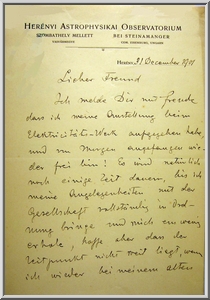 HERÉNYI ASTROPHYSIKAL OBSERVATORIUM
SZOMBATHELY MELLETT BEI STEINAMANGER
HERÉNY 31 December 1901
Lieber Freund
Ich melde Dir mit Freude
dass ich meine Anstellung beim
Elektricitäts-Werk aufgegeben habe,
und von Morgen angefangen wie-
der frei bin! Es wird natürlich
noch einige Zeit dauern, bis ich
meine Angelegenheiten mit der
Gesellschaft vollständig in Ord-
nung bringe und mich ein wenig
erhole, hoffe aber dass der
Zeitpunkt nicht weit liegt, wenn
ich wieder bei meinem alten